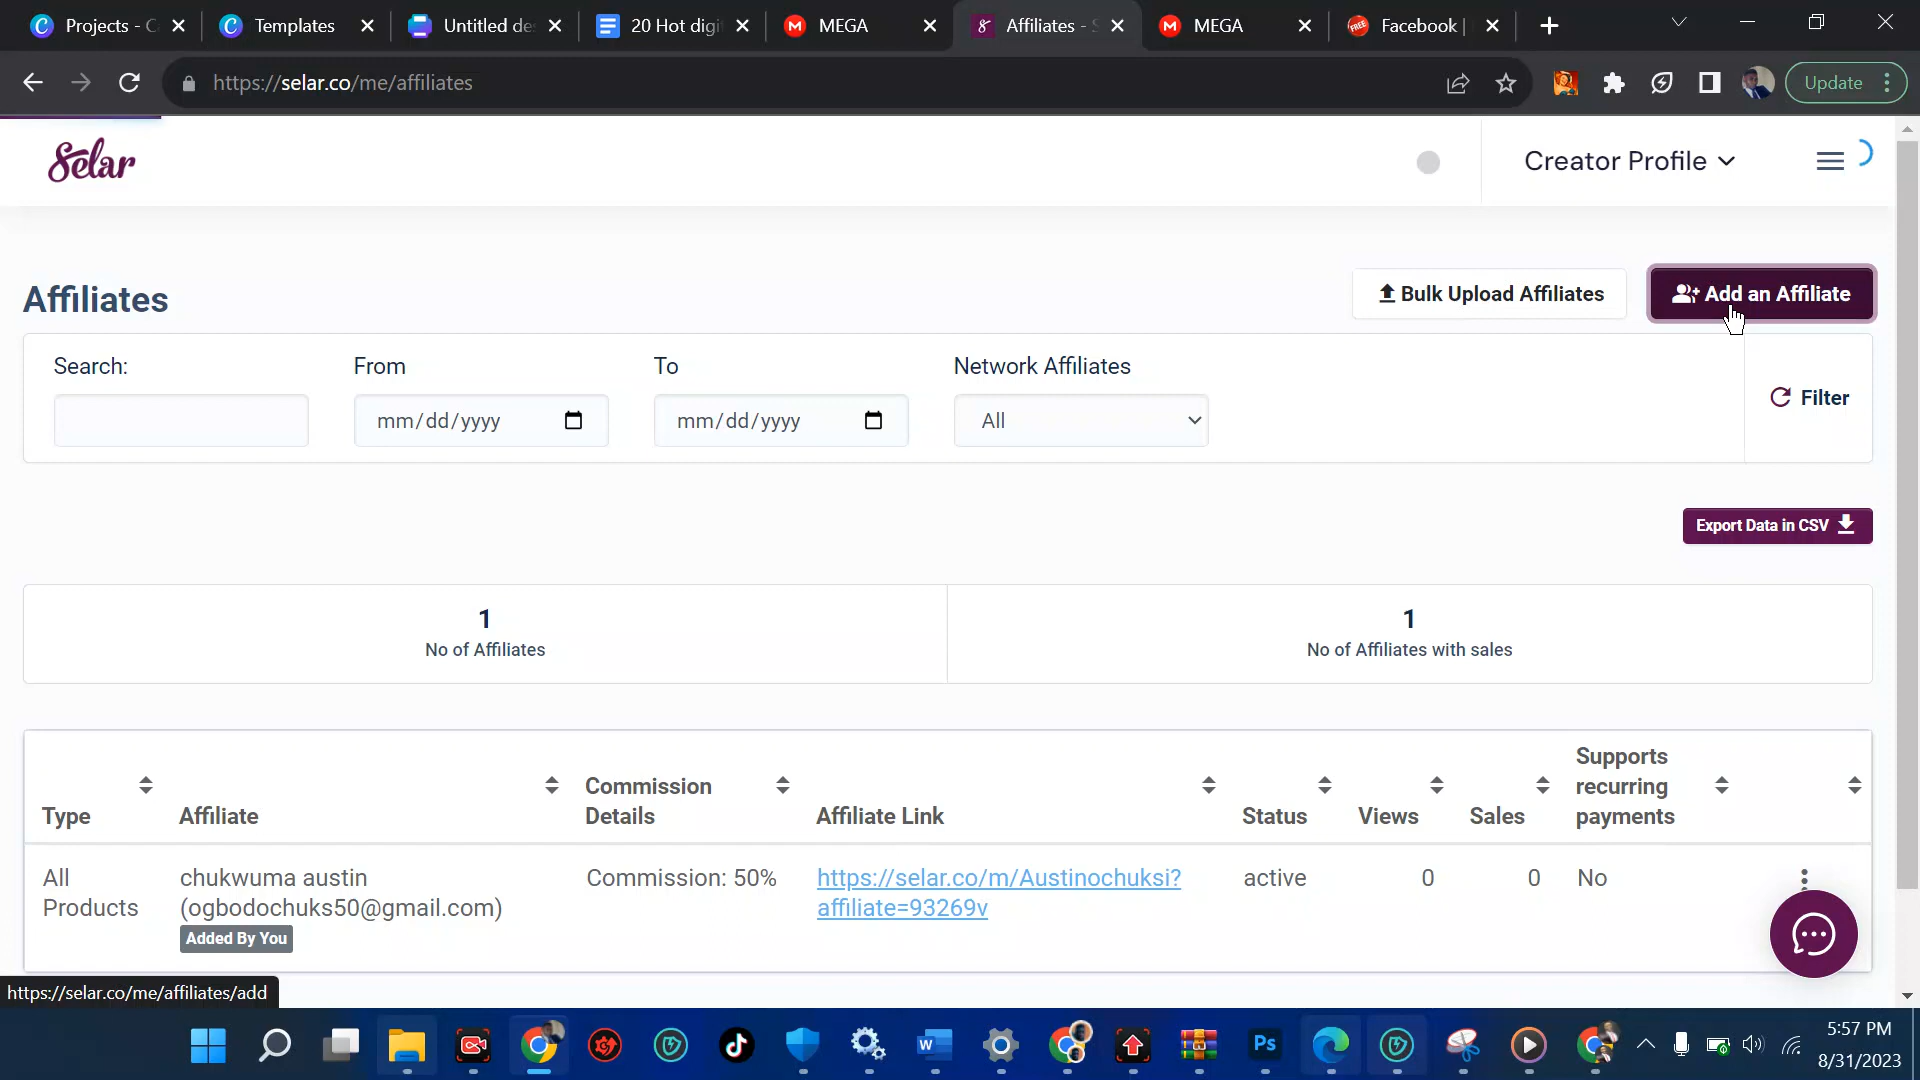 Projects - C
Templates
Untitled de
20 Hot digi
MEGA
Affiliates - S
MEGA
FREE
Facebook |
https://selar.co/me/affiliates
Update
Selar
Creator Profile
Affiliates
Bulk Upload Affiliates
Add an Affiliate
Search:
From
To
Network Affiliates
mm/dd/yyyy
mm/dd/yyyy
All
Filter
Export Data in CSV
1
No of Affiliates
1
No of Affiliates with sales
Type
Affiliate
Commission Details
Affiliate Link
Status
Views
Sales
Supports recurring payments
All Products
chukwuma austin
(ogbodochuks50@gmail.com)
Added By You
Commission: 50%
https://selar.co/m/Austinochuksi?
affiliate=93269v
active
0
0
No
https://selar.co/me/affiliates/add
5:57 PM
8/31/2023